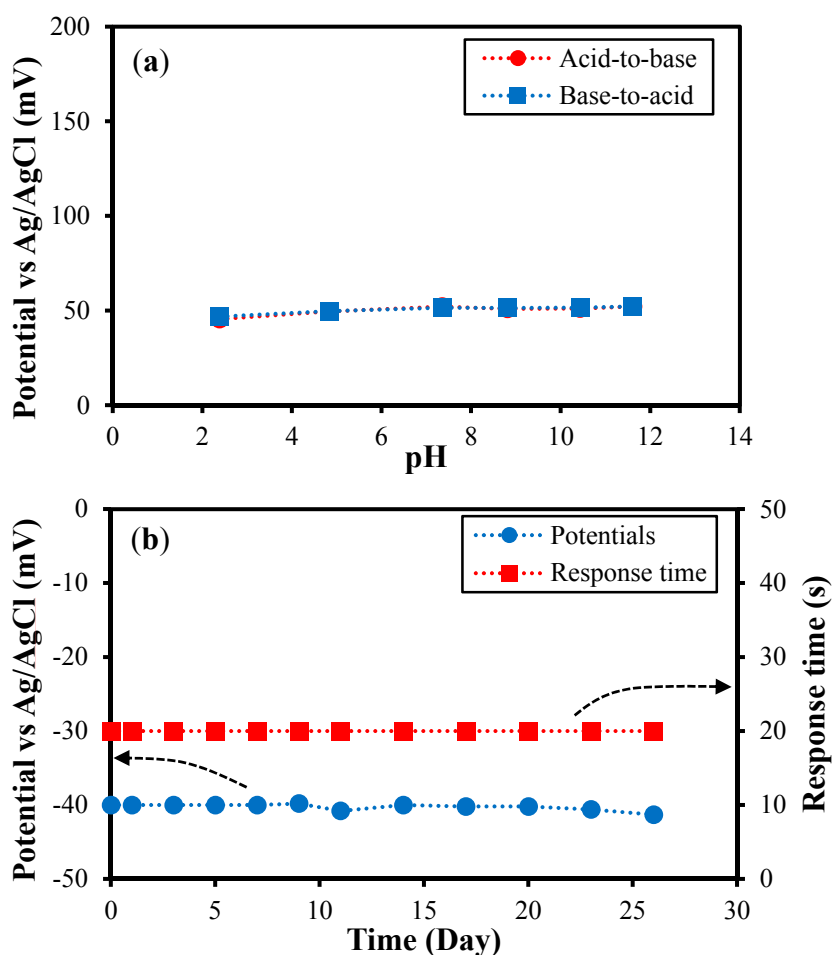 (a)
Acid-to-base
Base-to-acid
Potential vs Ag/AgCl (mV)
200
150
100
50
0
0 2 4 6 8 10 12 14
pH
(b)
Potentials
Response time
Potential vs Ag/AgCl (mV)
0
-10
-20
-30
-40
-50
50
40
30
20
10
0
Response time (s)
0 5 10 15 20 25 30
Time (Day)